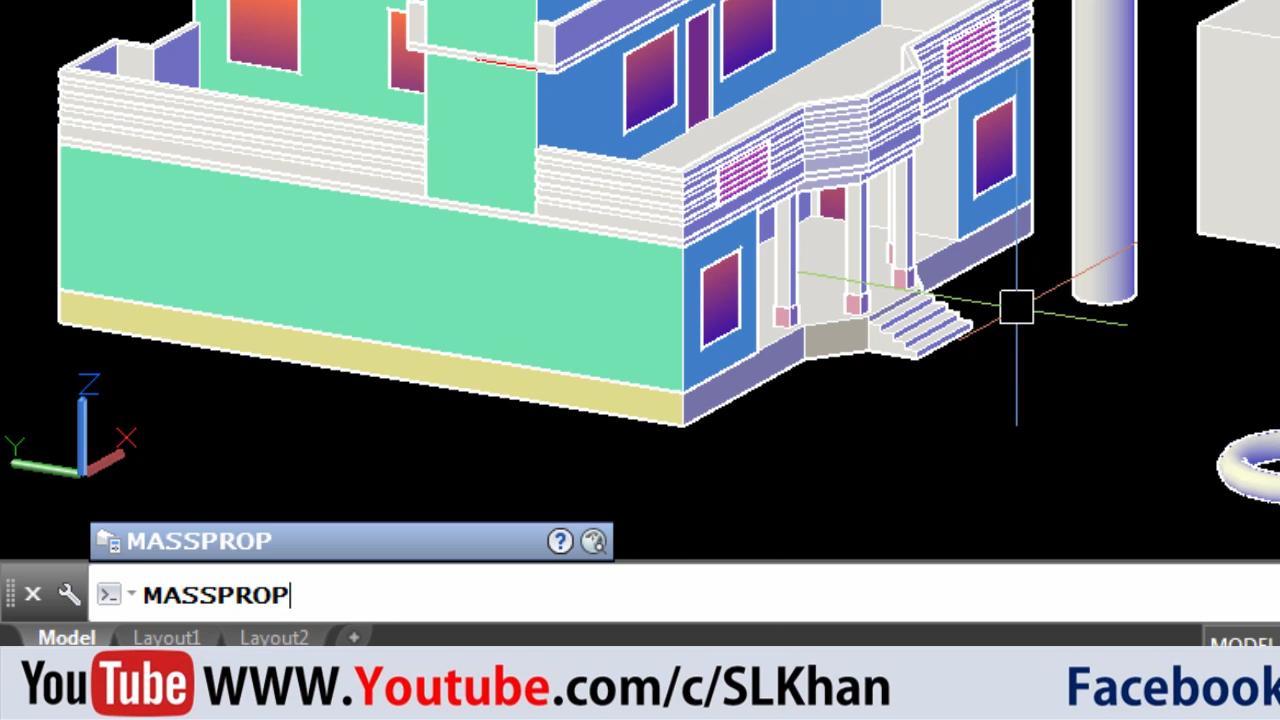 Z
Y
X
MASSPROP
MASSPROP
Model Layout1 Layout2 +
MODEL
YouTube WWW.Youtube.com/c/SLKhan Facebook